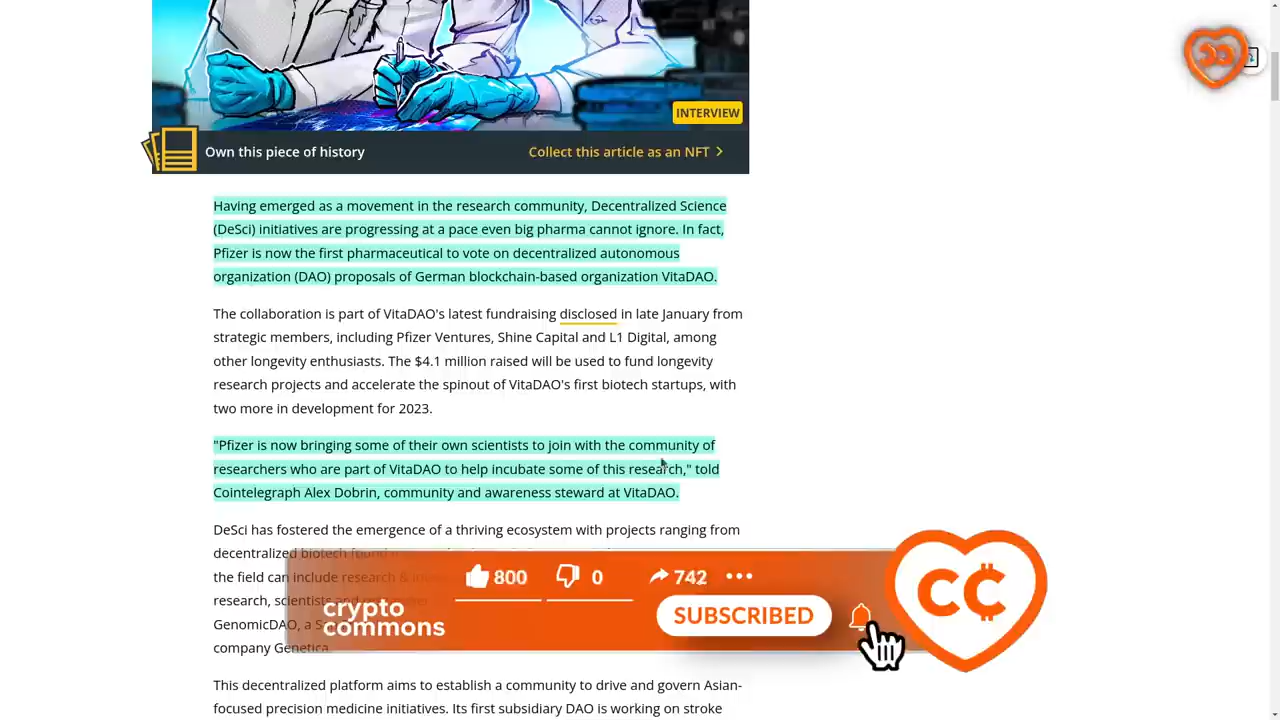 INTERVIEW
Own this piece of history
Collect this article as an NFT >
Having emerged as a movement in the research community, Decentralized Science
(DeSci) initiatives are progressing at a pace even big pharma cannot ignore. In fact,
Pfizer is now the first pharmaceutical to vote on decentralized autonomous
organization (DAO) proposals of German blockchain-based organization VitaDAO.
The collaboration is part of VitaDAO's latest fundraising disclosed in late January from
strategic members, including Pfizer Ventures, Shine Capital and L1 Digital, among
other longevity enthusiasts. The $4.1 million raised will be used to fund longevity
research projects and accelerate the spinout of VitaDAO's first biotech startups, with
two more in development for 2023.
"Pfizer is now bringing some of their own scientists to join with the community of
researchers who are part of VitaDAO to help incubate some of this research," told
Cointelegraph Alex Dobrin, community and awareness steward at VitaDAO.
DeSci has fostered the emergence of a thriving ecosystem with projects ranging from
decentralized biotech
the field can include research &
research, scientists and
GenomicDAO, a
company Genetica.
800 0 742 •••
crypto
commons
SUBSCRIBED
C₵
This decentralized platform aims to establish a community to drive and govern Asian-
focused precision medicine initiatives. Its first subsidiary DAO is working on stroke